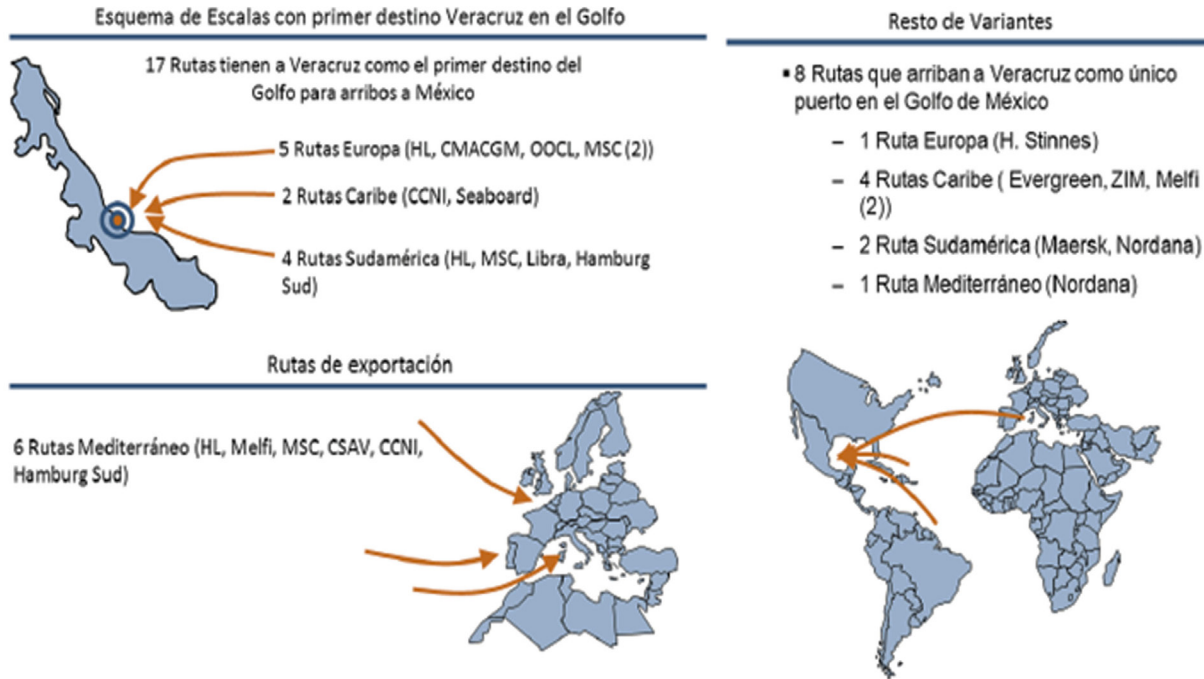 Esquema de Escalas con primer destino Veracruz en el Golfo
17 Rutas tienen a Veracruz como el primer destino del
Golfo para arribos a México
5 Rutas Europa (HL, CMACGM, OOCL, MSC (2))
2 Rutas Caribe (CCNI, Seaboard)
4 Rutas Sudamérica (HL, MSC, Libra, Hamburg
Sud)
Rutas de exportación
6 Rutas Mediterráneo (HL, Melfi, MSC, CSAV, CCNI,
Hamburg Sud)
Resto de Variantes
▪ 8 Rutas que arriban a Veracruz como único
puerto en el Golfo de México
– 1 Ruta Europa (H. Stinnes)
– 4 Rutas Caribe ( Evergreen, ZIM, Melfi
(2))
– 2 Ruta Sudamérica (Maersk, Nordana)
– 1 Ruta Mediterráneo (Nordana)